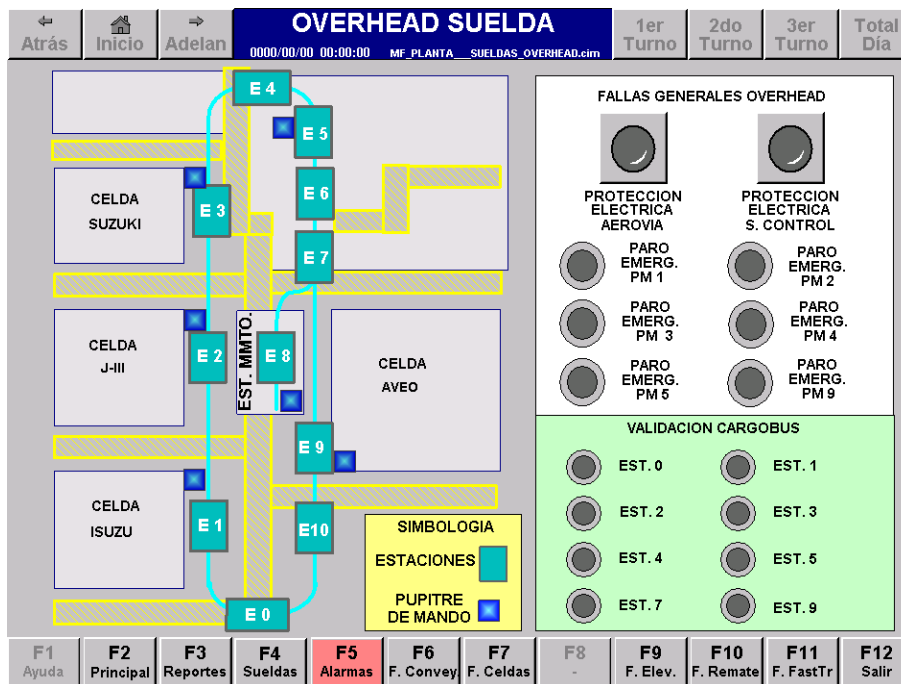 Atrás
Inicio
Adelan
OVERHEAD SUELDA
0000/00/00 00:00:00 MF_PLANTA___SUELDAS_OVERHEAD.cim
1er
Turno
2do
Turno
3er
Turno
Total
Día
E 4
E 5
E 6
E 3
E 7
CELDA
SUZUKI
CELDA
J-III
E 2
EST. MMTO.
E 8
CELDA
AVEO
E 9
CELDA
ISUZU
E 1
E10
E 0
SIMBOLOGIA
ESTACIONES
PUPITRE
DE MANDO
FALLAS GENERALES OVERHEAD
PROTECCION
ELECTRICA
AEROVIA
PROTECCION
ELECTRICA
S. CONTROL
PARO
EMERG.
PM 1
PARO
EMERG.
PM 2
PARO
EMERG.
PM 3
PARO
EMERG.
PM 4
PARO
EMERG.
PM 5
PARO
EMERG.
PM 9
VALIDACION CARGOBUS
EST. 0
EST. 1
EST. 2
EST. 3
EST. 4
EST. 5
EST. 7
EST. 9
F1
Ayuda
F2
Principal
F3
Reportes
F4
Sueldas
F5
Alarmas
F6
F. Convey.
F7
F. Celdas
F8
-
F9
F. Elev.
F10
F. Remate
F11
F. FastTr
F12
Salir